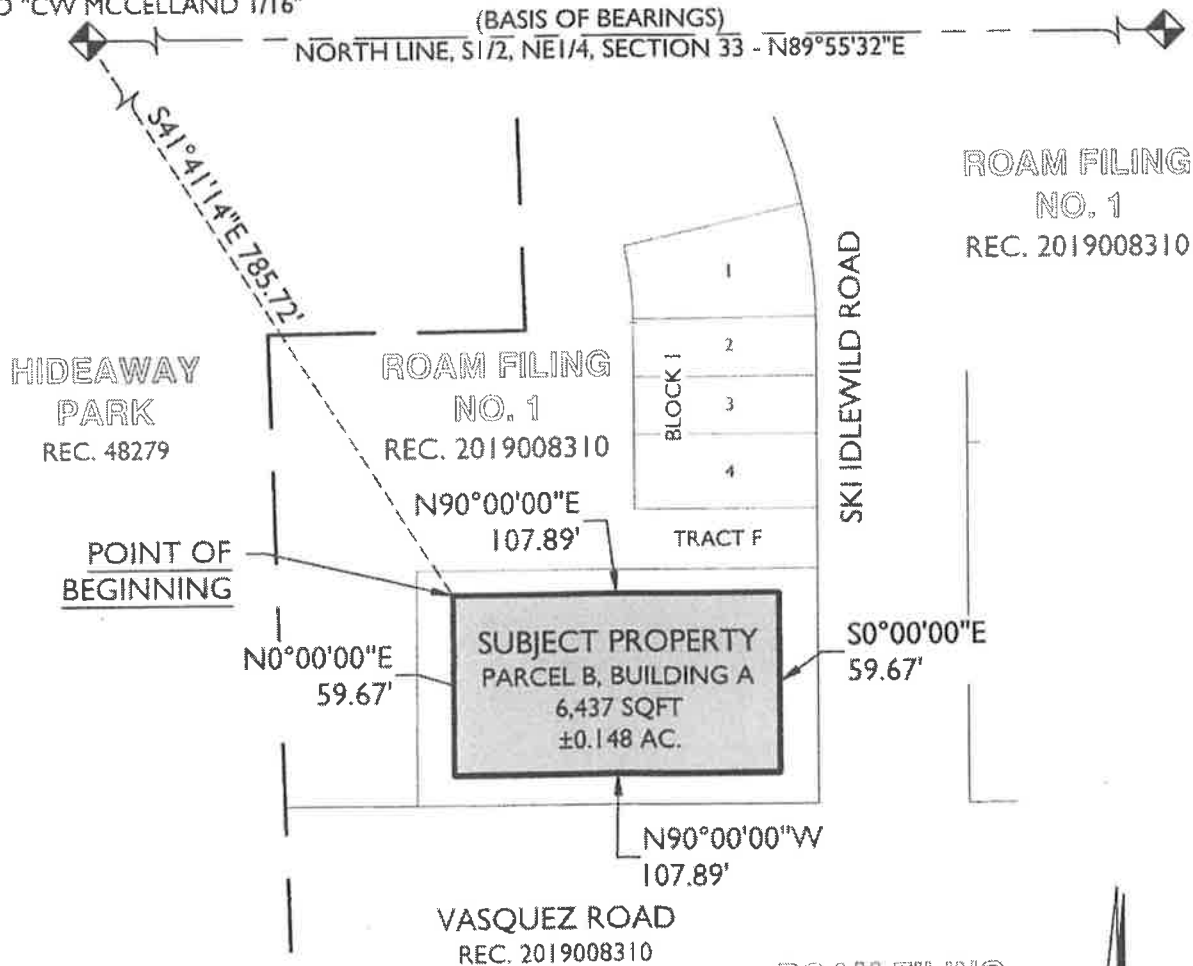 "CW MCCELLAND 1/16"
(BASIS OF BEARINGS)
NORTH LINE, S1/2, NE1/4, SECTION 33 - N89°55'32"E
S41°41'14"E 785.72'
ROAM FILING
NO. 1
REC. 2019008310
HIDEAWAY
PARK
REC. 48279
ROAM FILING
NO. 1
REC. 2019008310
BLOCK 1
1
2
3
4
SKI IDLEWILD ROAD
N90°00'00"E
107.89'
TRACT F
POINT OF
BEGINNING
N0°00'00"E
59.67'
SUBJECT PROPERTY
PARCEL B, BUILDING A
6,437 SQFT
±0.148 AC.
S0°00'00"E
59.67'
N90°00'00"W
107.89'
VASQUEZ ROAD
REC. 2019008310